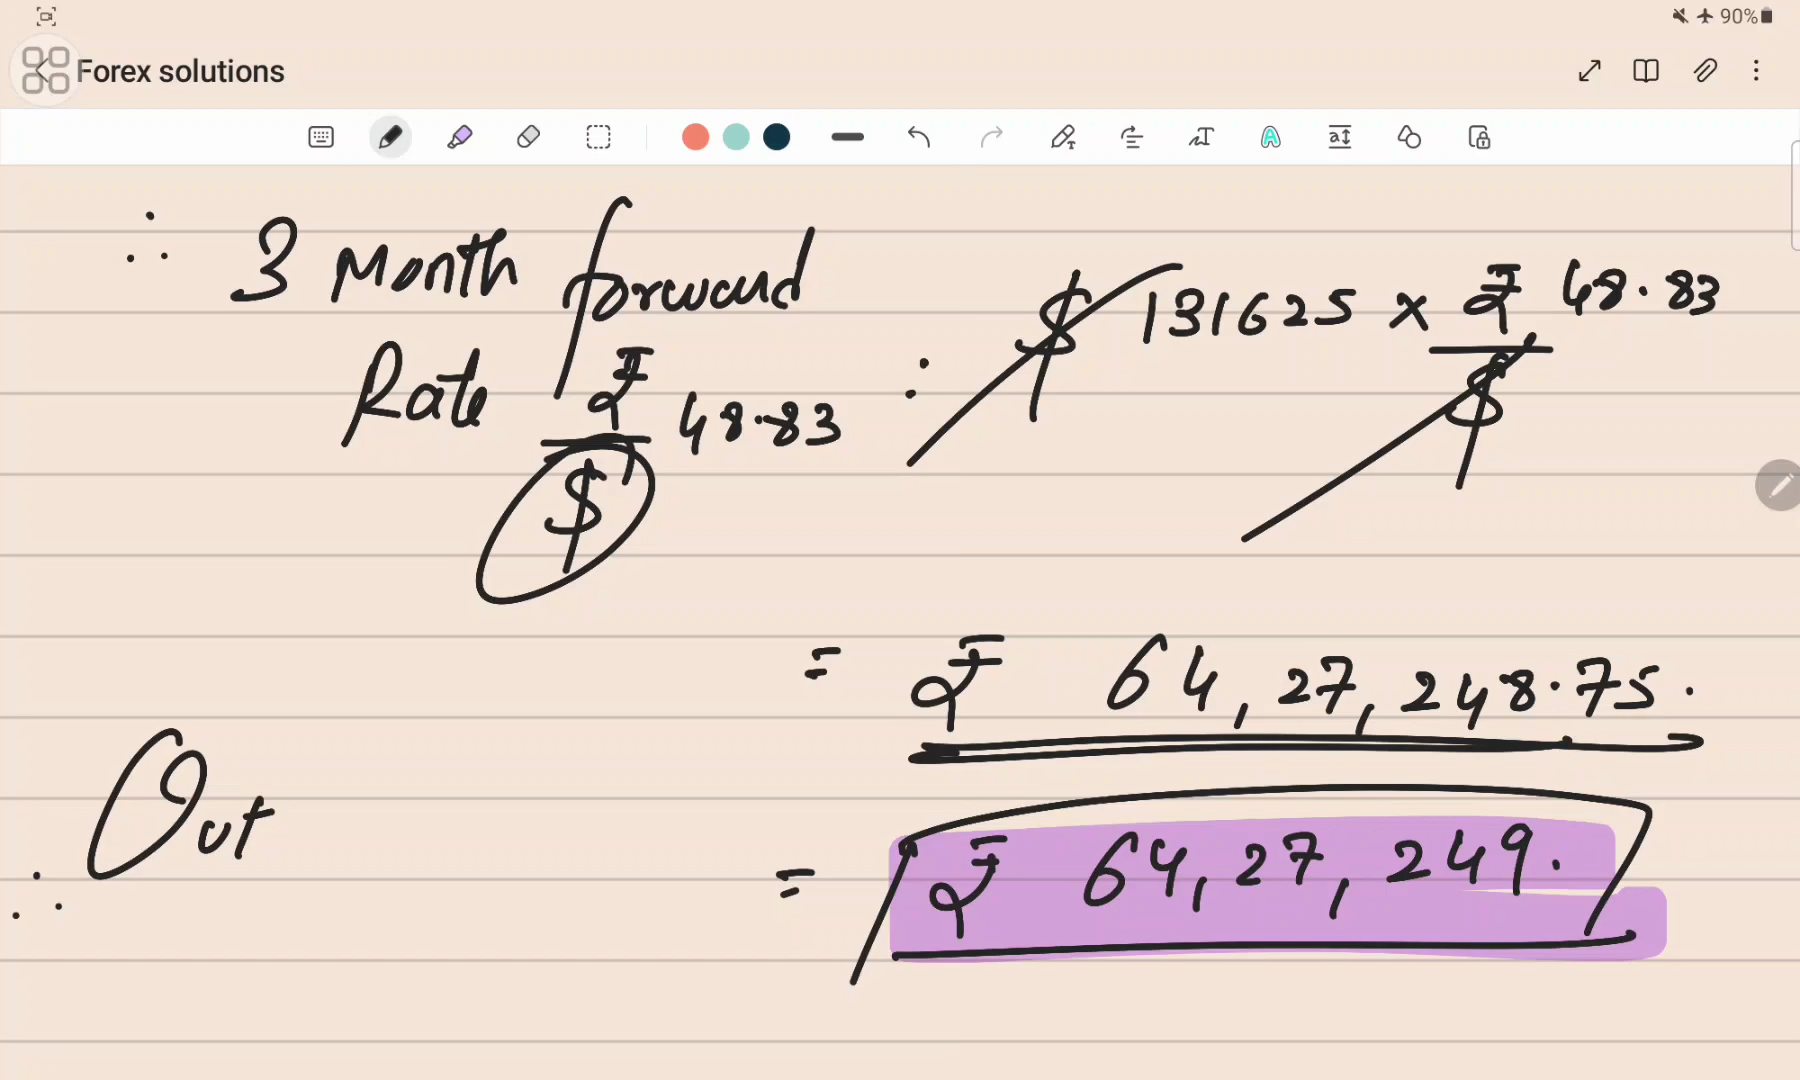 90%
Forex solutions
∴ 3 Month forward
Rate ₹/$ 48.83
∴ $ 131625 × ₹ 48.83/$
= ₹ 64,27,248.75.
= ₹ 64,27,249.
∴ Out